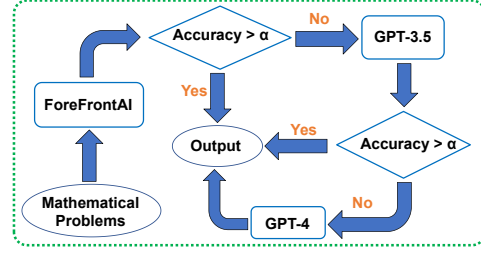 Accuracy > α
No
GPT-3.5
ForeFrontAI
Yes
Output
Yes
Accuracy > α
Mathematical
Problems
No
GPT-4